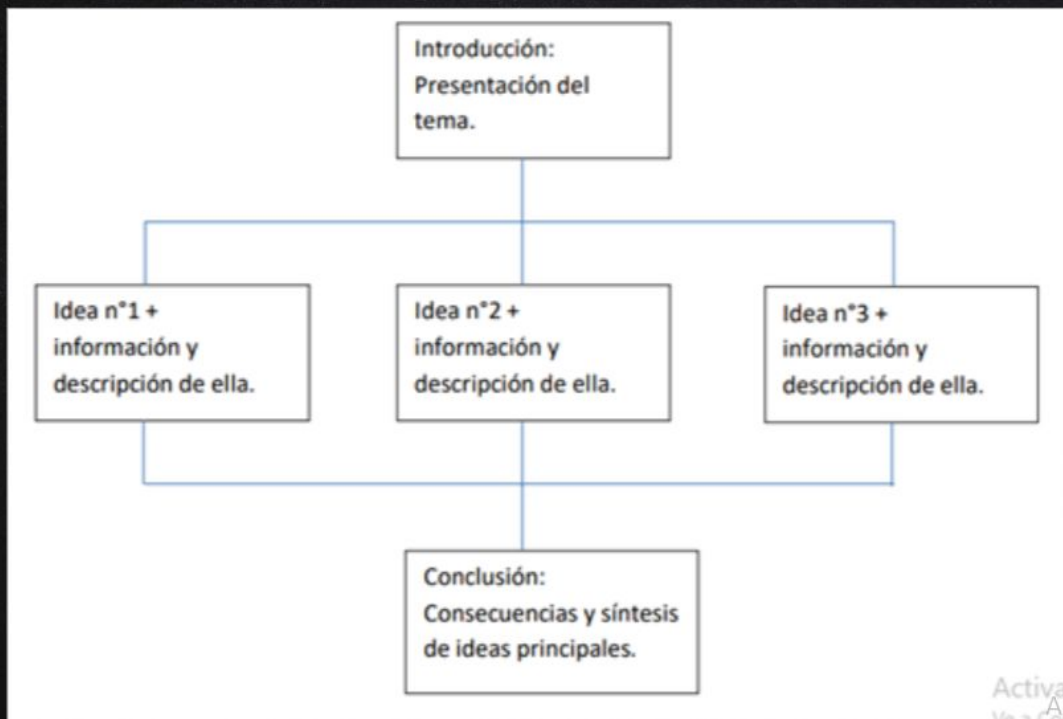 Introducción:
Presentación del
tema.
Idea n°1 +
información y
descripción de ella.
Idea n°2 +
información y
descripción de ella.
Idea n°3 +
información y
descripción de ella.
Conclusión:
Consecuencias y síntesis
de ideas principales.
Activa